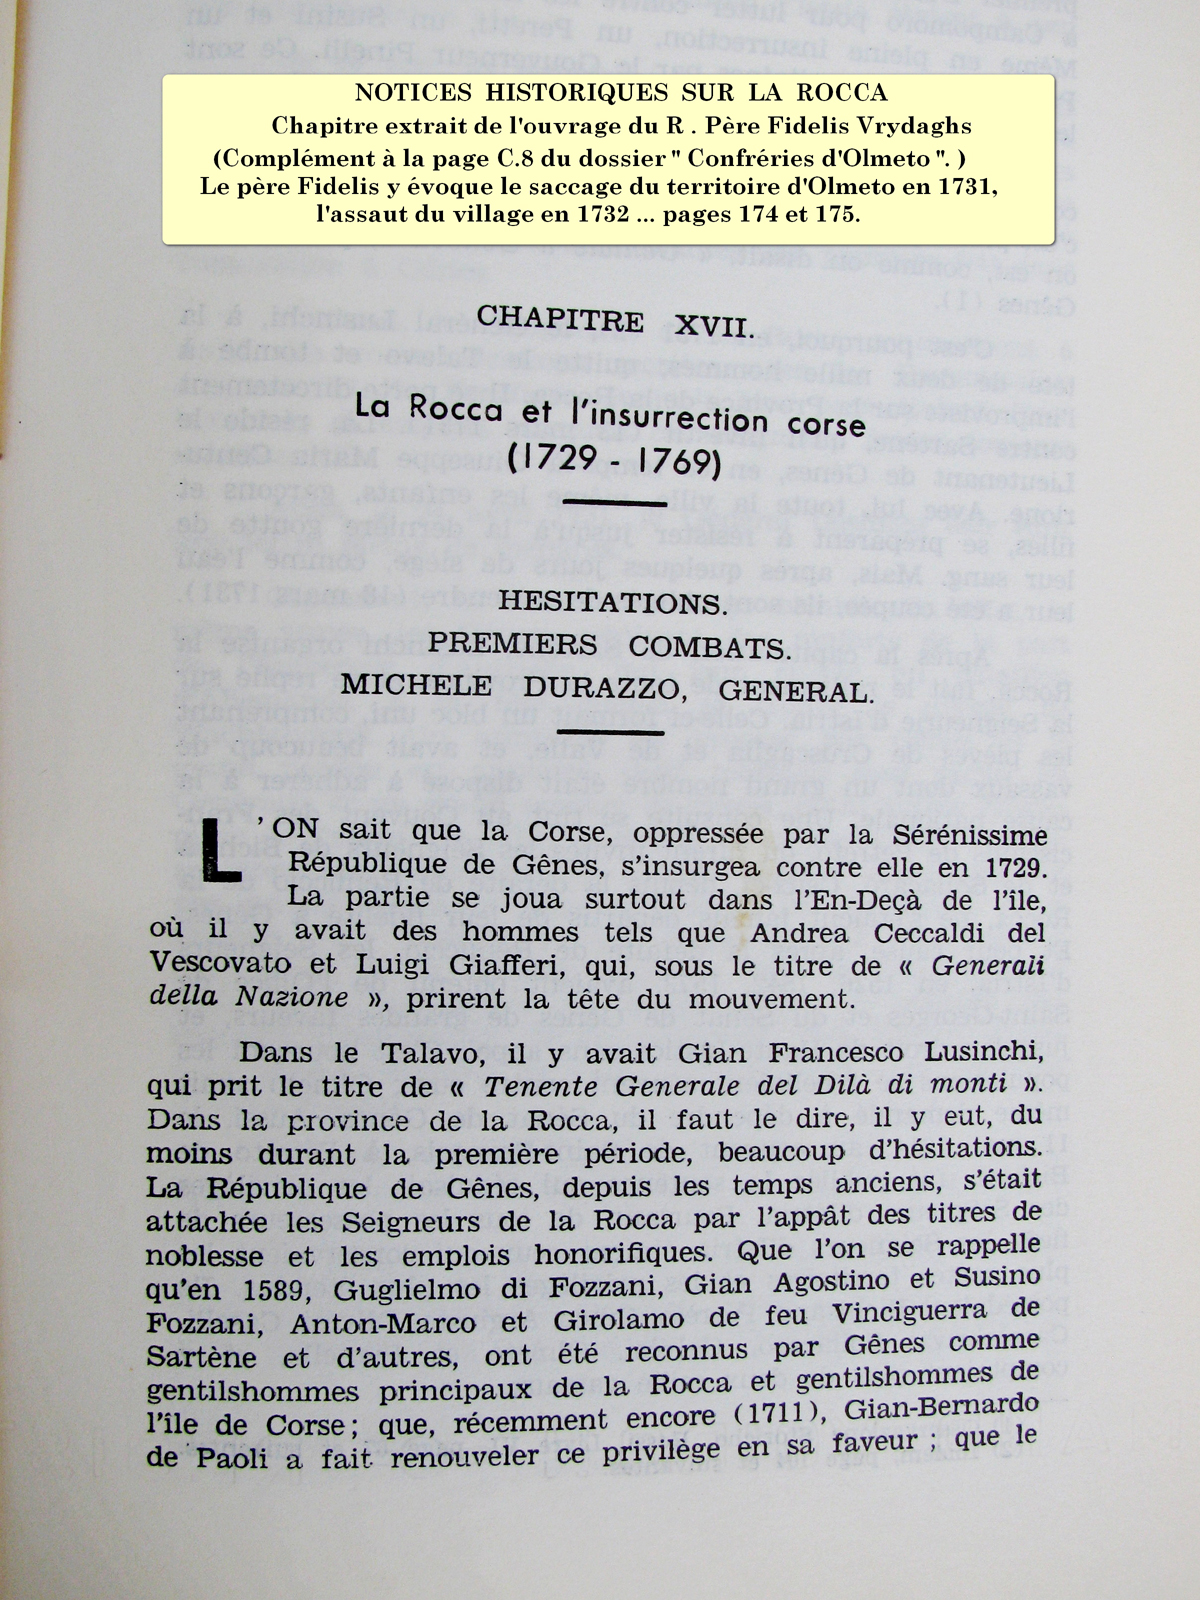 NOTICES HISTORIQUES SUR LA ROCCA
Chapitre extrait de l'ouvrage du R . Père Fidelis Vrydaghs
(Complément à la page C.8 du dossier " Confréries d'Olmeto ". )
Le père Fidelis y évoque le saccage du territoire d'Olmeto en 1731,
l'assaut du village en 1732 ... pages 174 et 175.
CHAPITRE XVII.
La Rocca et l'insurrection corse
(1729 - 1769)
HESITATIONS.
PREMIERS COMBATS.
MICHELE DURAZZO, GENERAL.
L'ON sait que la Corse, oppressée par la Sérénissime
République de Gênes, s'insurgea contre elle en 1729.
La partie se joua surtout dans l'En-Deçà de l'île,
où il y avait des hommes tels que Andrea Ceccaldi del
Vescovato et Luigi Giafferi, qui, sous le titre de « Generali
della Nazione », prirent la tête du mouvement.
Dans le Talavo, il y avait Gian Francesco Lusinchi,
qui prit le titre de « Tenente Generale del Dilà di monti ».
Dans la province de la Rocca, il faut le dire, il y eut, du
moins durant la première période, beaucoup d'hésitations.
La République de Gênes, depuis les temps anciens, s'était
attachée les Seigneurs de la Rocca par l'appât des titres de
noblesse et les emplois honorifiques. Que l'on se rappelle
qu'en 1589, Guglielmo di Fozzani, Gian Agostino et Susino
Fozzani, Anton-Marco et Girolamo de feu Vinciguerra de
Sartène et d'autres, ont été reconnus par Gênes comme
gentilshommes principaux de la Rocca et gentilshommes de
l'île de Corse ; que, récemment encore (1711), Gian-Bernardo
de Paoli a fait renouveler ce privilège en sa faveur ; que le